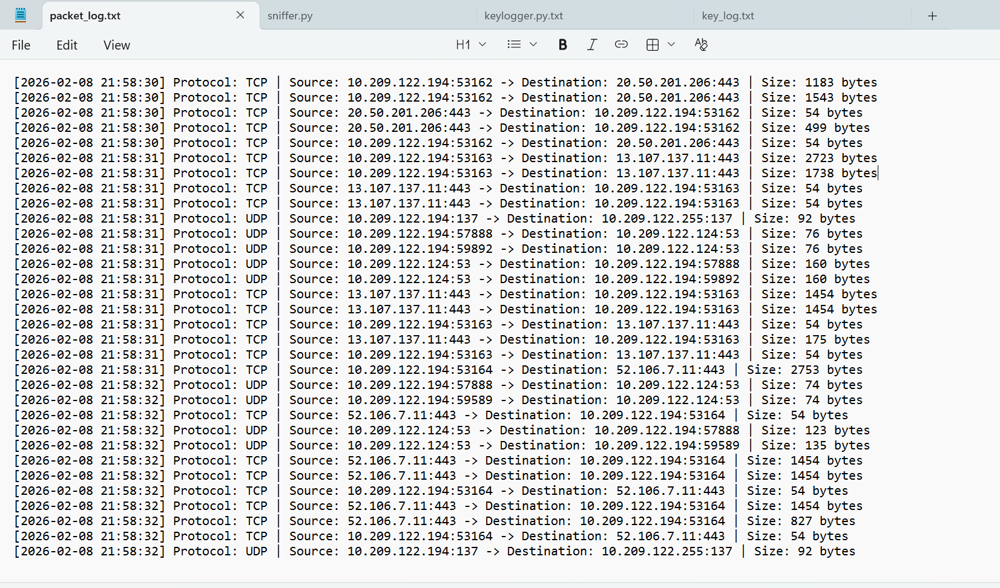 packet_log.txt
sniffer.py
keylogger.py.txt
key_log.txt
File
Edit
View
H1
B
I
[2026-02-08 21:58:30] Protocol: TCP | Source: 10.209.122.194:53162 -> Destination: 20.50.201.206:443 | Size: 1183 bytes
[2026-02-08 21:58:30] Protocol: TCP | Source: 10.209.122.194:53162 -> Destination: 20.50.201.206:443 | Size: 1543 bytes
[2026-02-08 21:58:30] Protocol: TCP | Source: 20.50.201.206:443 -> Destination: 10.209.122.194:53162 | Size: 54 bytes
[2026-02-08 21:58:30] Protocol: TCP | Source: 20.50.201.206:443 -> Destination: 10.209.122.194:53162 | Size: 499 bytes
[2026-02-08 21:58:30] Protocol: TCP | Source: 10.209.122.194:53162 -> Destination: 20.50.201.206:443 | Size: 54 bytes
[2026-02-08 21:58:31] Protocol: TCP | Source: 10.209.122.194:53163 -> Destination: 13.107.137.11:443 | Size: 2723 bytes
[2026-02-08 21:58:31] Protocol: TCP | Source: 10.209.122.194:53163 -> Destination: 13.107.137.11:443 | Size: 1738 bytes
[2026-02-08 21:58:31] Protocol: TCP | Source: 13.107.137.11:443 -> Destination: 10.209.122.194:53163 | Size: 54 bytes
[2026-02-08 21:58:31] Protocol: TCP | Source: 13.107.137.11:443 -> Destination: 10.209.122.194:53163 | Size: 54 bytes
[2026-02-08 21:58:31] Protocol: UDP | Source: 10.209.122.194:137 -> Destination: 10.209.122.255:137 | Size: 92 bytes
[2026-02-08 21:58:31] Protocol: UDP | Source: 10.209.122.194:57888 -> Destination: 10.209.122.124:53 | Size: 76 bytes
[2026-02-08 21:58:31] Protocol: UDP | Source: 10.209.122.194:59892 -> Destination: 10.209.122.124:53 | Size: 76 bytes
[2026-02-08 21:58:31] Protocol: UDP | Source: 10.209.122.124:53 -> Destination: 10.209.122.194:57888 | Size: 160 bytes
[2026-02-08 21:58:31] Protocol: UDP | Source: 10.209.122.124:53 -> Destination: 10.209.122.194:59892 | Size: 160 bytes
[2026-02-08 21:58:31] Protocol: TCP | Source: 13.107.137.11:443 -> Destination: 10.209.122.194:53163 | Size: 1454 bytes
[2026-02-08 21:58:31] Protocol: TCP | Source: 13.107.137.11:443 -> Destination: 10.209.122.194:53163 | Size: 1454 bytes
[2026-02-08 21:58:31] Protocol: TCP | Source: 10.209.122.194:53163 -> Destination: 13.107.137.11:443 | Size: 54 bytes
[2026-02-08 21:58:31] Protocol: TCP | Source: 13.107.137.11:443 -> Destination: 10.209.122.194:53163 | Size: 175 bytes
[2026-02-08 21:58:31] Protocol: TCP | Source: 10.209.122.194:53163 -> Destination: 13.107.137.11:443 | Size: 54 bytes
[2026-02-08 21:58:31] Protocol: TCP | Source: 10.209.122.194:53164 -> Destination: 52.106.7.11:443 | Size: 2753 bytes
[2026-02-08 21:58:32] Protocol: UDP | Source: 10.209.122.194:57888 -> Destination: 10.209.122.124:53 | Size: 74 bytes
[2026-02-08 21:58:32] Protocol: UDP | Source: 10.209.122.194:59589 -> Destination: 10.209.122.124:53 | Size: 74 bytes
[2026-02-08 21:58:32] Protocol: TCP | Source: 52.106.7.11:443 -> Destination: 10.209.122.194:53164 | Size: 54 bytes
[2026-02-08 21:58:32] Protocol: UDP | Source: 10.209.122.124:53 -> Destination: 10.209.122.194:57888 | Size: 123 bytes
[2026-02-08 21:58:32] Protocol: UDP | Source: 10.209.122.124:53 -> Destination: 10.209.122.194:59589 | Size: 135 bytes
[2026-02-08 21:58:32] Protocol: TCP | Source: 52.106.7.11:443 -> Destination: 10.209.122.194:53164 | Size: 1454 bytes
[2026-02-08 21:58:32] Protocol: TCP | Source: 52.106.7.11:443 -> Destination: 10.209.122.194:53164 | Size: 1454 bytes
[2026-02-08 21:58:32] Protocol: TCP | Source: 10.209.122.194:53164 -> Destination: 52.106.7.11:443 | Size: 54 bytes
[2026-02-08 21:58:32] Protocol: TCP | Source: 52.106.7.11:443 -> Destination: 10.209.122.194:53164 | Size: 1454 bytes
[2026-02-08 21:58:32] Protocol: TCP | Source: 52.106.7.11:443 -> Destination: 10.209.122.194:53164 | Size: 827 bytes
[2026-02-08 21:58:32] Protocol: TCP | Source: 10.209.122.194:53164 -> Destination: 52.106.7.11:443 | Size: 54 bytes
[2026-02-08 21:58:32] Protocol: UDP | Source: 10.209.122.194:137 -> Destination: 10.209.122.255:137 | Size: 92 bytes